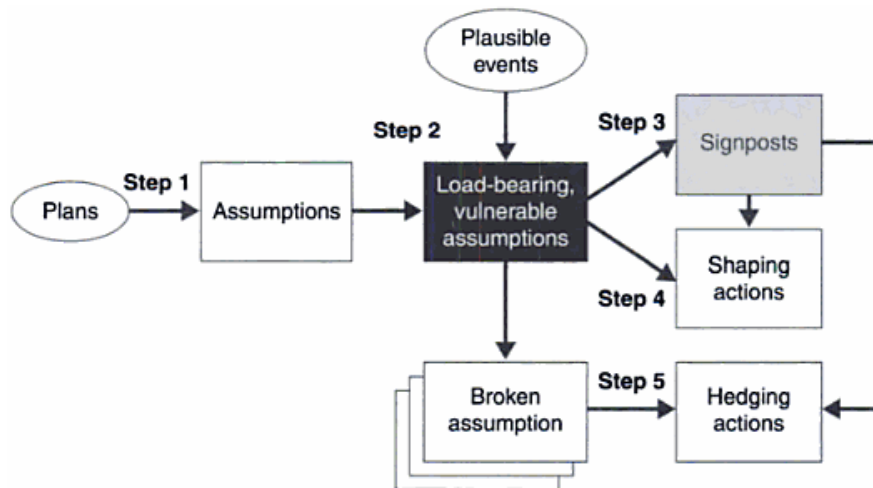 Plausible
events
Step 2
Step 3
Signposts
Step 1
Plans
Assumptions
Load-bearing,
vulnerable
assumptions
Shaping
actions
Step 4
Broken
assumption
Step 5
Hedging
actions